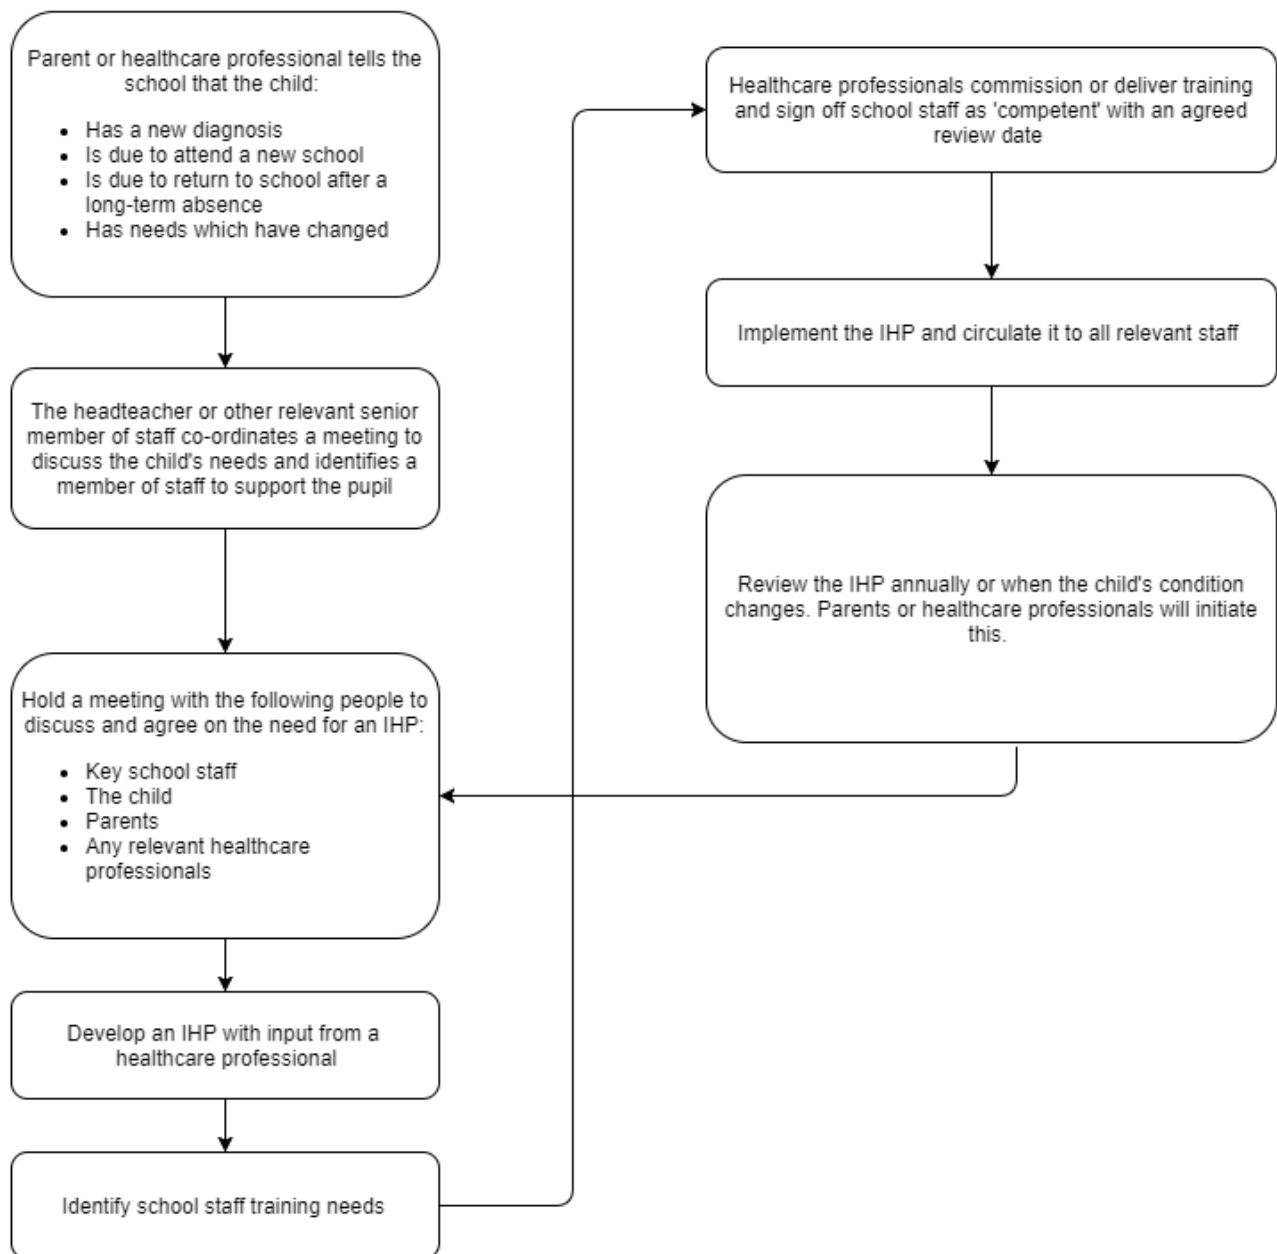 Parent or healthcare professional tells the
school that the child:
• Has a new diagnosis
• Is due to attend a new school
• Is due to return to school after a
long-term absence
• Has needs which have changed
The headteacher or other relevant senior
member of staff co-ordinates a meeting to
discuss the child's needs and identifies a
member of staff to support the pupil
Hold a meeting with the following people to
discuss and agree on the need for an IHP:
• Key school staff
• The child
• Parents
• Any relevant healthcare
professionals
Develop an IHP with input from a
healthcare professional
Identify school staff training needs
Healthcare professionals commission or deliver training
and sign off school staff as 'competent' with an agreed
review date
Implement the IHP and circulate it to all relevant staff
Review the IHP annually or when the child's condition
changes. Parents or healthcare professionals will initiate
this.